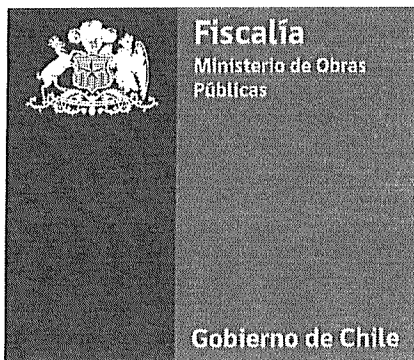 Fiscalía
Ministerio de Obras
Públicas
Gobierno de Chile